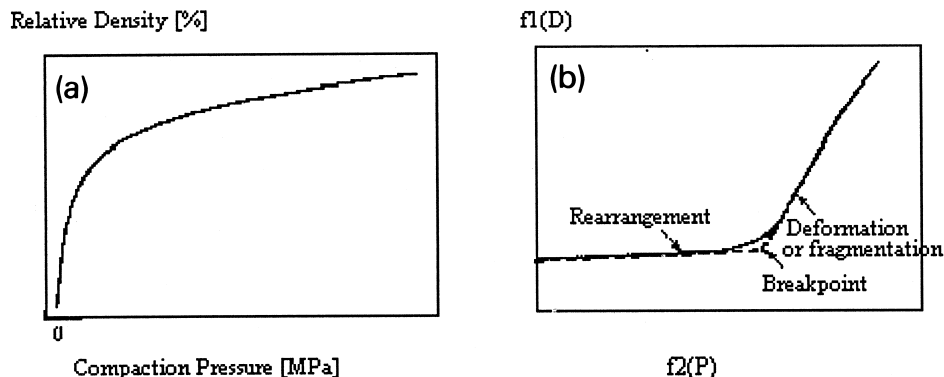 Relative Density [%]
(a)
0
Compaction Pressure [MPa]
f1(D)
(b)
Rearrangement
Deformation
or fragmentation
Breakpoint
f2(P)